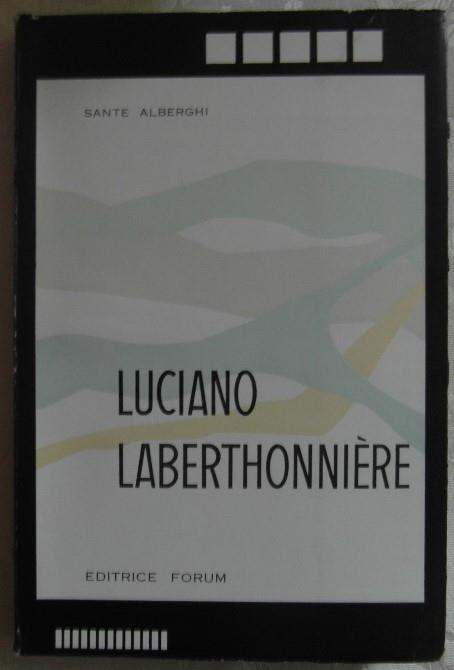 SANTE ALBERGHI
LUCIANO
LABERTHONNIÈRE
EDITRICE FORUM